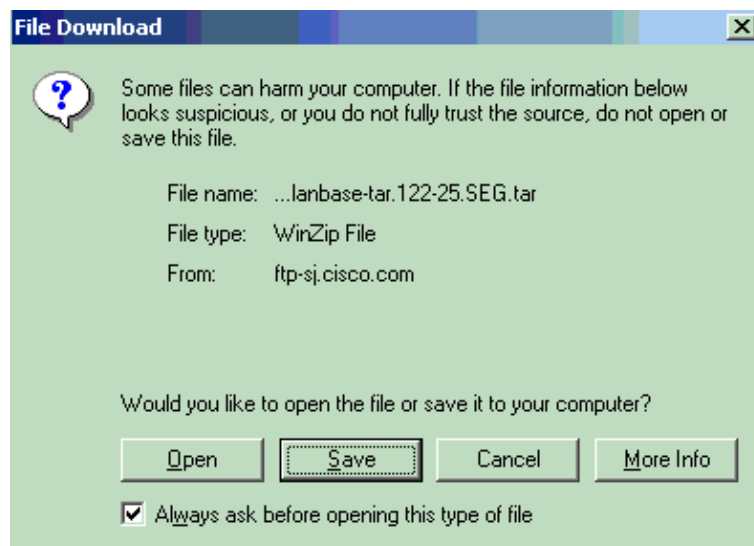 File Download
Some files can harm your computer. If the file information below
looks suspicious, or you do not fully trust the source, do not open or
save this file.
File name: ...lanbase-tar.122-25.SEG.tar
File type: WinZip File
From: ftp-sj.cisco.com
Would you like to open the file or save it to your computer?
Open Save Cancel More Info
Always ask before opening this type of file